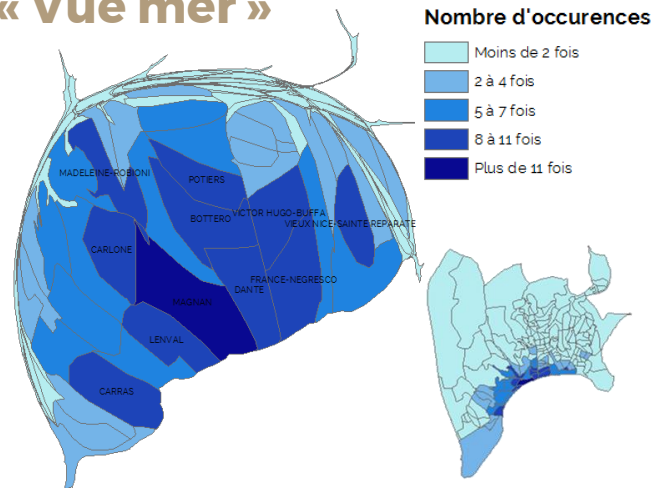 « Vue mer »
Nombre d'occurences
Moins de 2 fois
2 à 4 fois
5 à 7 fois
8 à 11 fois
Plus de 11 fois
MADELEINE-ROBIONI
POTIERS
BOTTERO
VICTOR HUGO-BUFFA
VIEUX NICE-SAINTE REPARATE
CARLONE
FRANCE-NEGRESCO
DANTE
MAGNAN
LENVAL
CARRAS